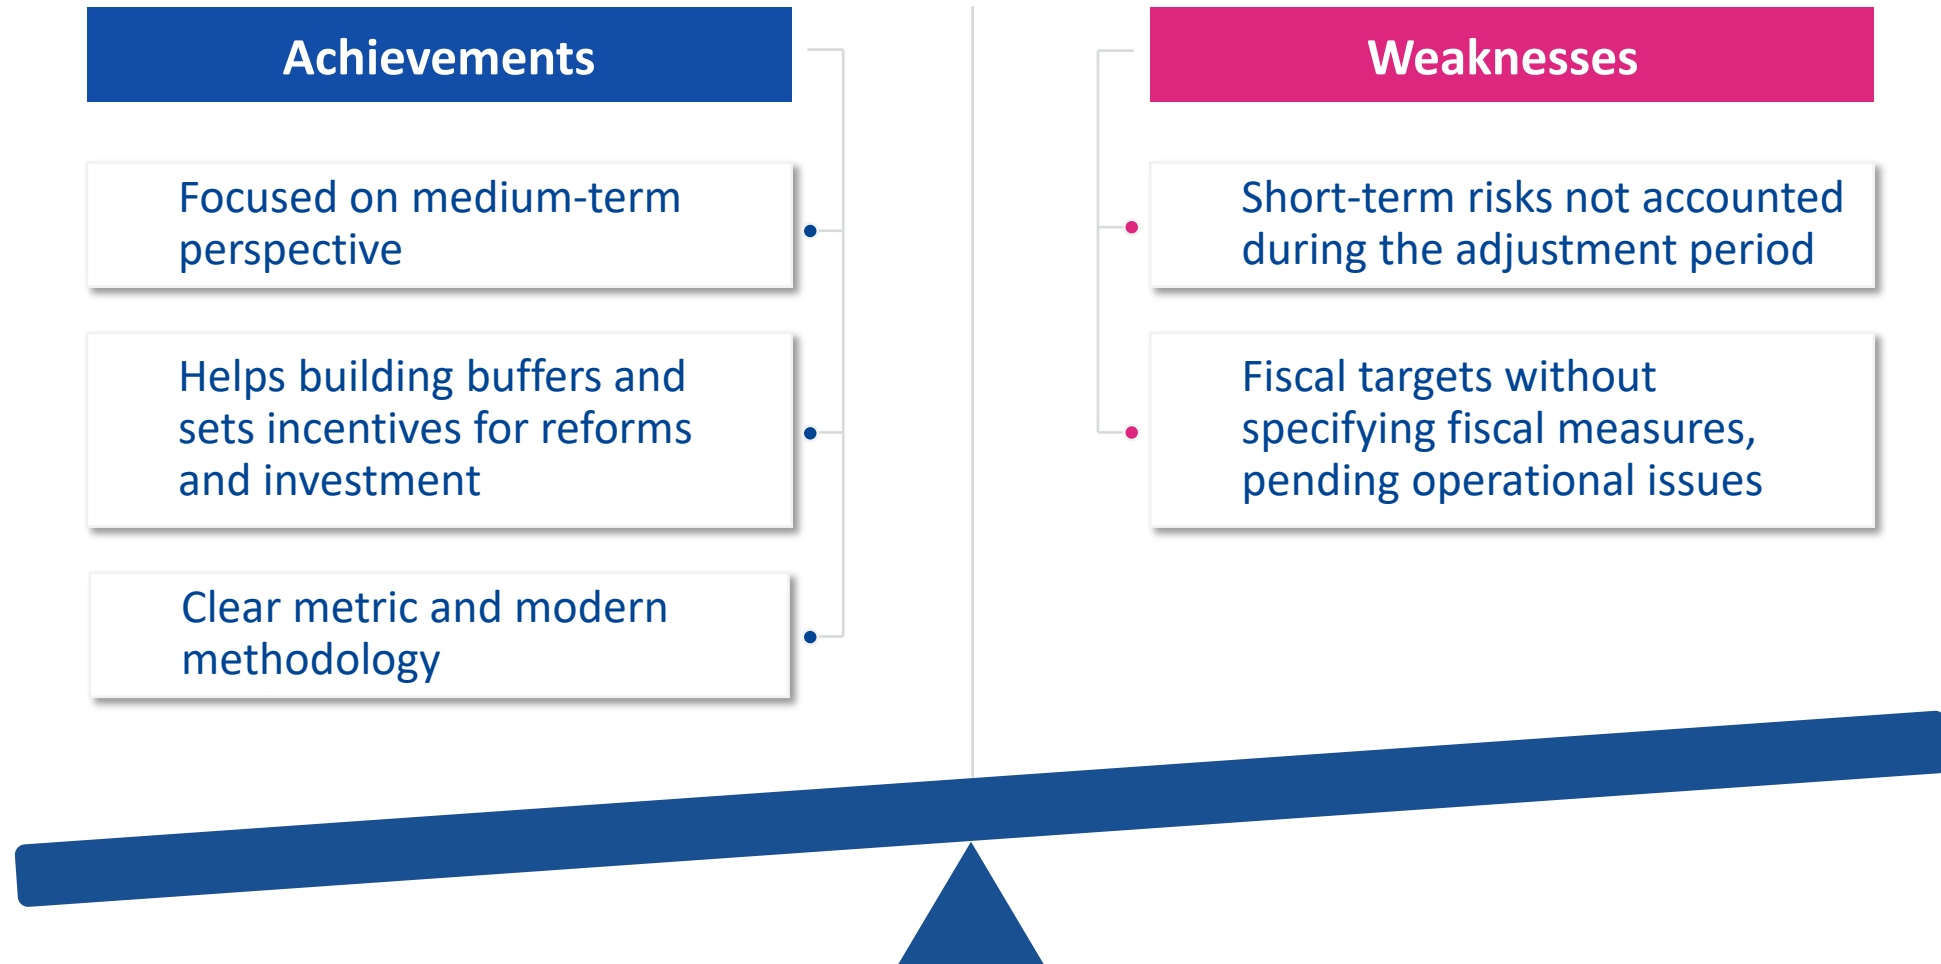 Achievements
Focused on medium-term
perspective
Helps building buffers and
sets incentives for reforms
and investment
Clear metric and modern
methodology
Weaknesses
Short-term risks not accounted
during the adjustment period
Fiscal targets without
specifying fiscal measures,
pending operational issues